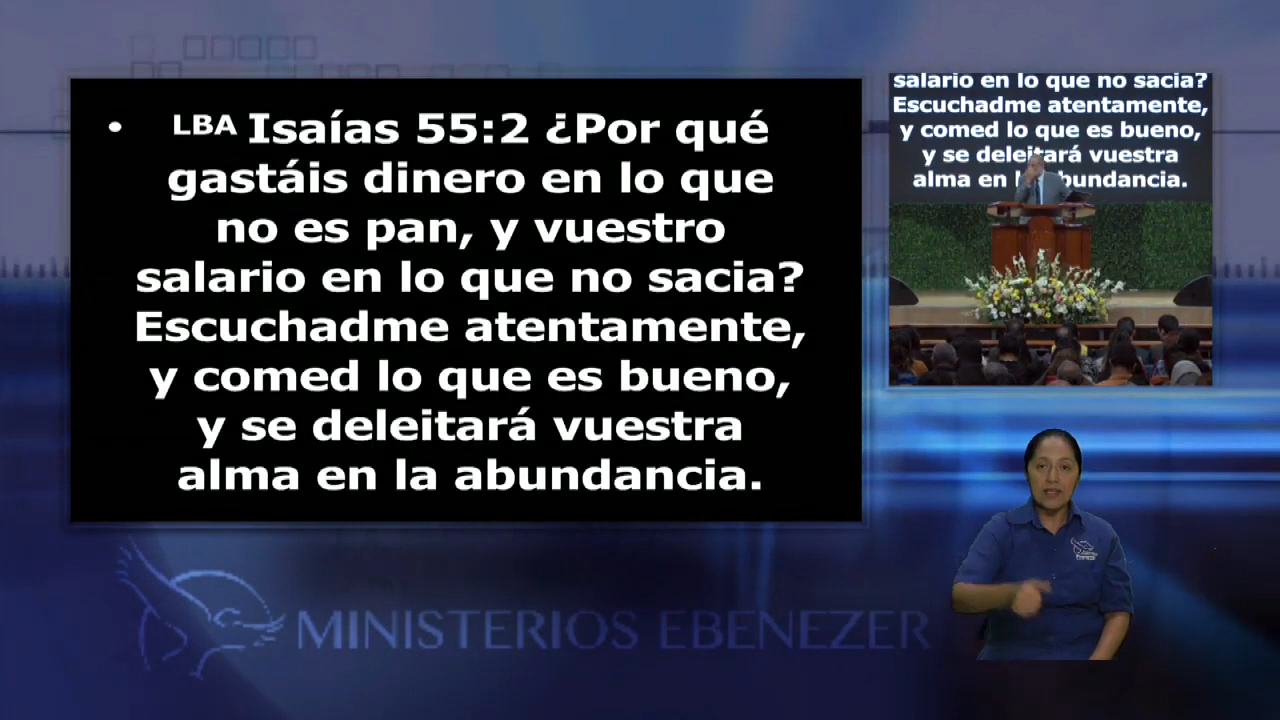 • LBA Isaías 55:2 ¿Por qué
gastáis dinero en lo que
no es pan, y vuestro
salario en lo que no sacia?
Escuchadme atentamente,
y comed lo que es bueno,
y se deleitará vuestra
alma en la abundancia.
salario en lo que no sacia?
Escuchadme atentamente,
y comed lo que es bueno,
y se deleitará vuestra
alma en bundancia.
MINISTERIOS EBENEZER